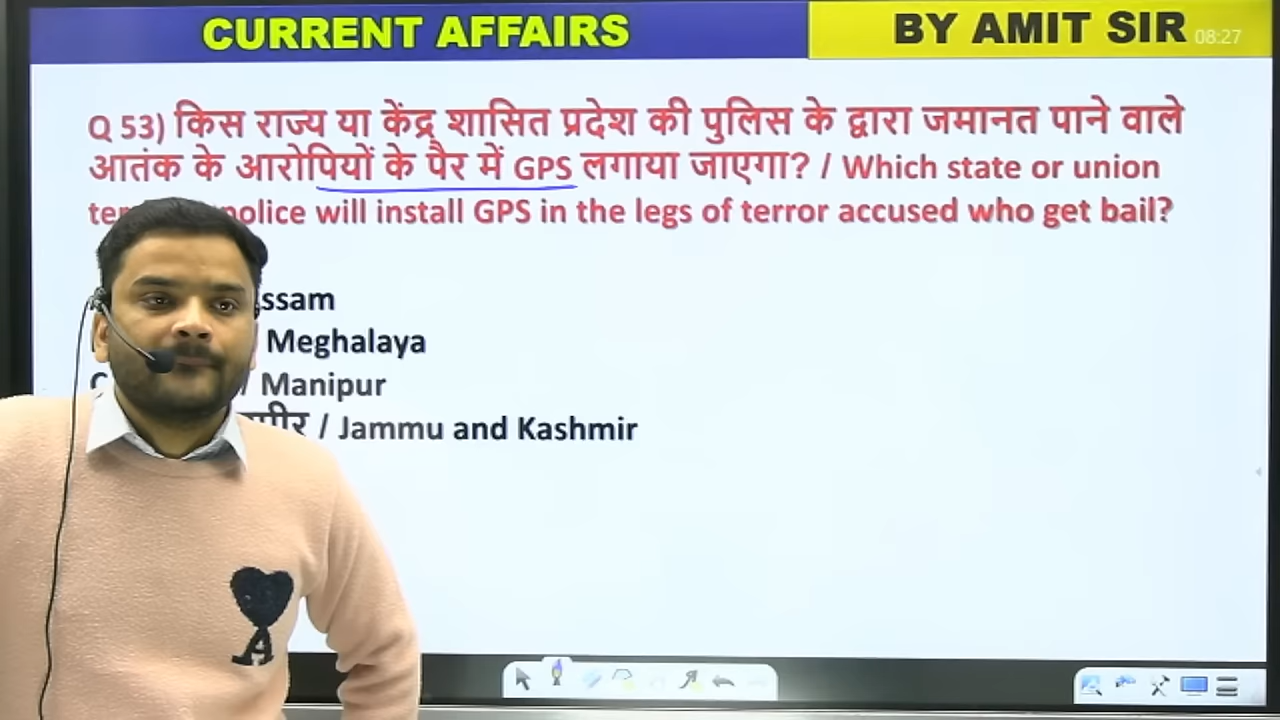 CURRENT AFFAIRS
BY AMIT SIR 08:27
Q 53) किस राज्य या केंद्र शासित प्रदेश की पुलिस के द्वारा जमानत पाने वाले
आतंक के आरोपियों के पैर में GPS लगाया जाएगा? / Which state or union
police will install GPS in the legs of terror accused who get bail?
ssam
Meghalaya
C / Manipur
/ Jammu and Kashmir
A